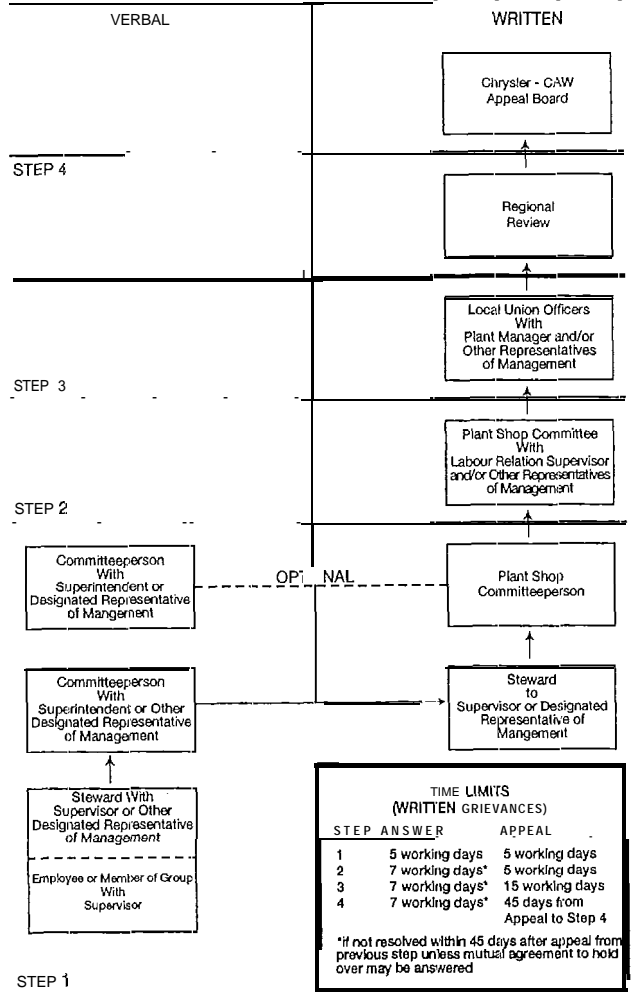 VERBAL
WRITTEN
Chrysler - CAW
Appeal Board
STEP 4
Regional
Review
Local Union Officers
With
Plant Manager and/or
Other Representatives
of Management
STEP 3
Plant Shop Committee
With
Labour Relation Supervisor
and/or Other Representatives
of Management
STEP 2
Committeeperson
With
Superintendent or
Designated Representative
of Mangement
OPT NAL
Plant Shop
Committeeperson
Committeeperson
With
Superintendent or Other
Designated Representative
of Management
Steward
to
Supervisor or Designated
Representative of
Mangement
Steward With
Supervisor or Other
Designated Representative
of Management
Employee or Member of Group
With
Supervisor
STEP 1
TIME LIMITS
(WRITTEN GRIEVANCES)
STEP ANSWER APPEAL
1 5 working days 5 working days
2 7 working days* 5 working days
3 7 working days* 15 working days
4 7 working days* 45 days from
Appeal to Step 4
*if not resolved within 45 days after appeal from
previous step unless mutual agreement to hold
over may be answered